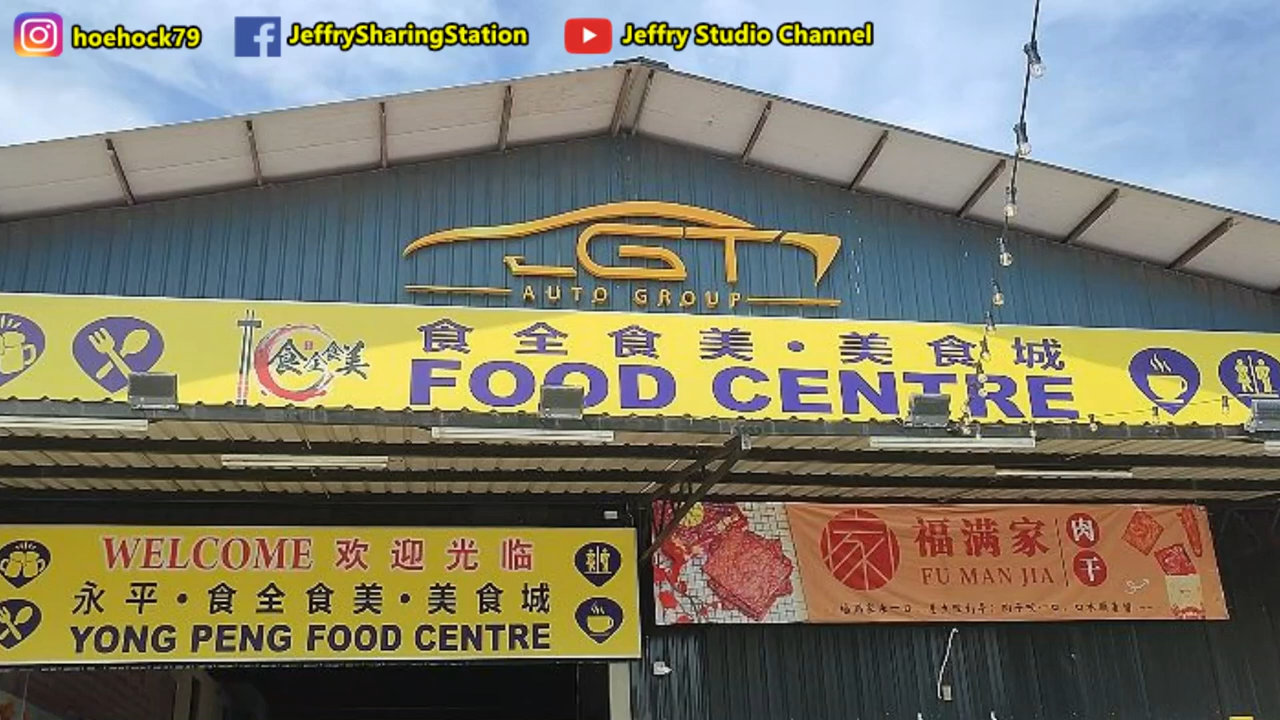 hoehock79 JeffrySharingStation Jeffry Studio Channel
GT
AUTO GROUP
食全食美
食全食美·美食城
FOOD CENTRE
WELCOME 欢迎光临
永平·食全食美·美食城
YONG PENG FOOD CENTRE
家
福满家
FU MAN JIA
肉干